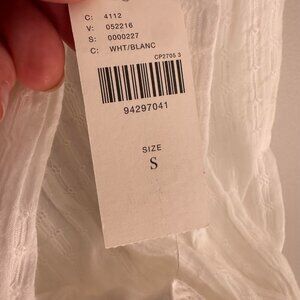 C: 4112
V: 052216
S: 0000227
C: WHT/BLANC
CP2705 3
94297041
SIZE
S